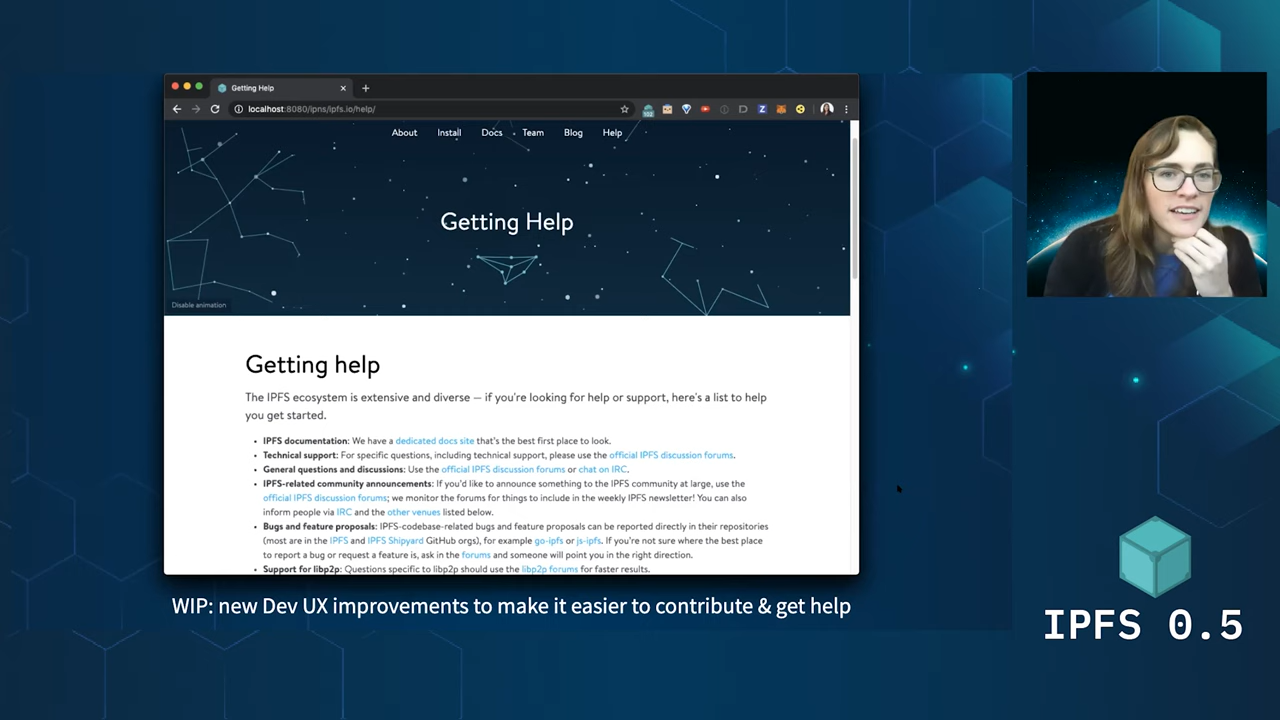 Getting Help
localhost:8080/ipns/ipfs.io/help/
About Install Docs Team Blog Help
Getting Help
Disable animation
Getting help
The IPFS ecosystem is extensive and diverse — if you're looking for help or support, here's a list to help
you get started.
• IPFS documentation: We have a dedicated docs site that's the best first place to look.
• Technical support: For specific questions, including technical support, please use the official IPFS discussion forums.
• General questions and discussions: Use the official IPFS discussion forums or chat on IRC.
• IPFS-related community announcements: If you'd like to announce something to the IPFS community at large, use the
official IPFS discussion forums; we monitor the forums for things to include in the weekly IPFS newsletter! You can also
inform people via IRC and the other venues listed below.
• Bugs and feature proposals: IPFS-codebase-related bugs and feature proposals can be reported directly in their repositories
(most are in the IPFS and IPFS Shipyard GitHub orgs), for example go-ipfs or js-ipfs. If you're not sure where the best place
to report a bug or request a feature is, ask in the forums and someone will point you in the right direction.
• Support for libp2p: Questions specific to libp2p should use the libp2p forums for faster results.
WIP: new Dev UX improvements to make it easier to contribute & get help
IPFS 0.5